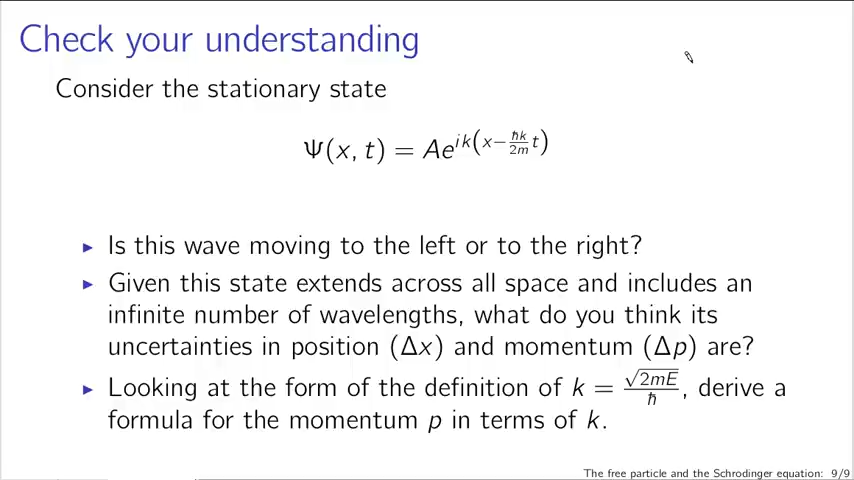 Check your understanding
Consider the stationary state
Ψ(x, t) = Ae^{ik(x−\frac{ħk}{2m}t)}
▶ Is this wave moving to the left or to the right?
▶ Given this state extends across all space and includes an
infinite number of wavelengths, what do you think its
uncertainties in position (Δx) and momentum (Δp) are?
▶ Looking at the form of the definition of k = \frac{\sqrt{2mE}}{ħ}, derive a
formula for the momentum p in terms of k.
The free particle and the Schrodinger equation: 9/9